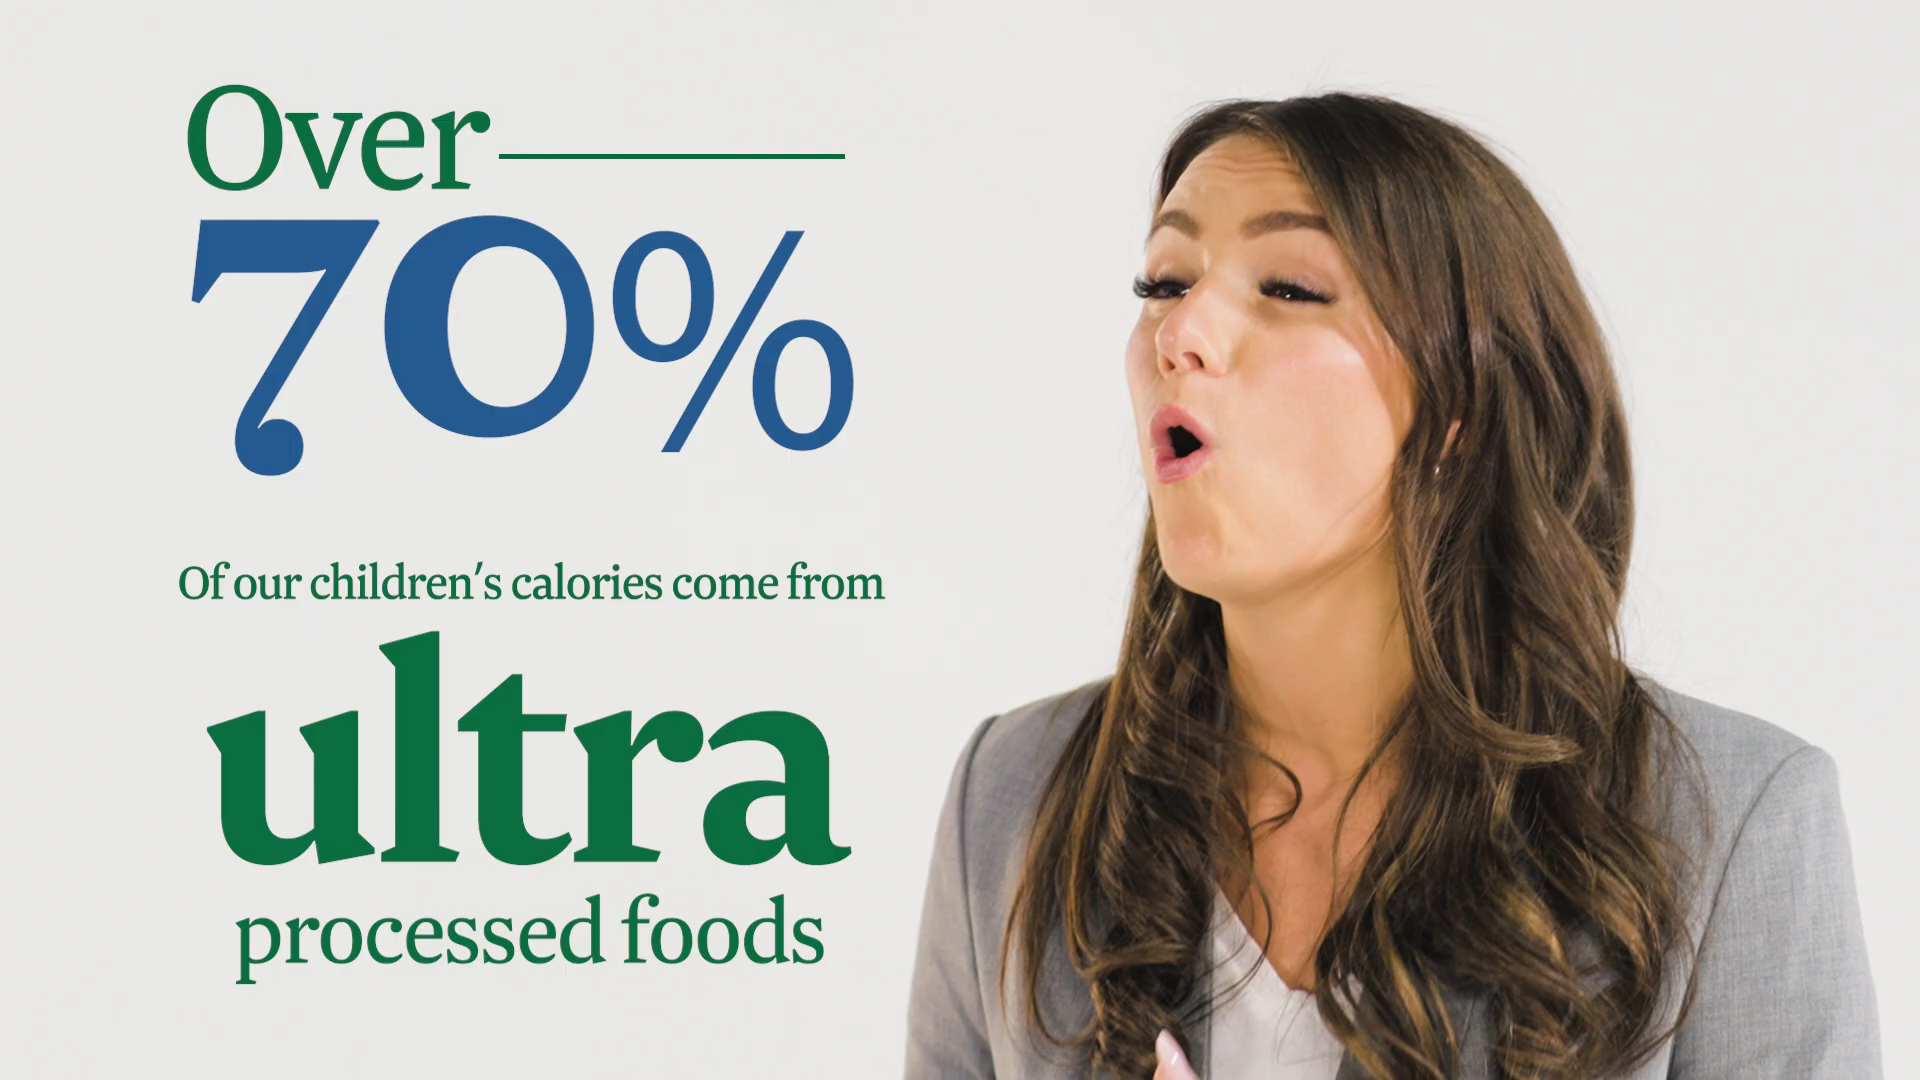 Over
70%
Of our children's calories come from
ultra
processed foods